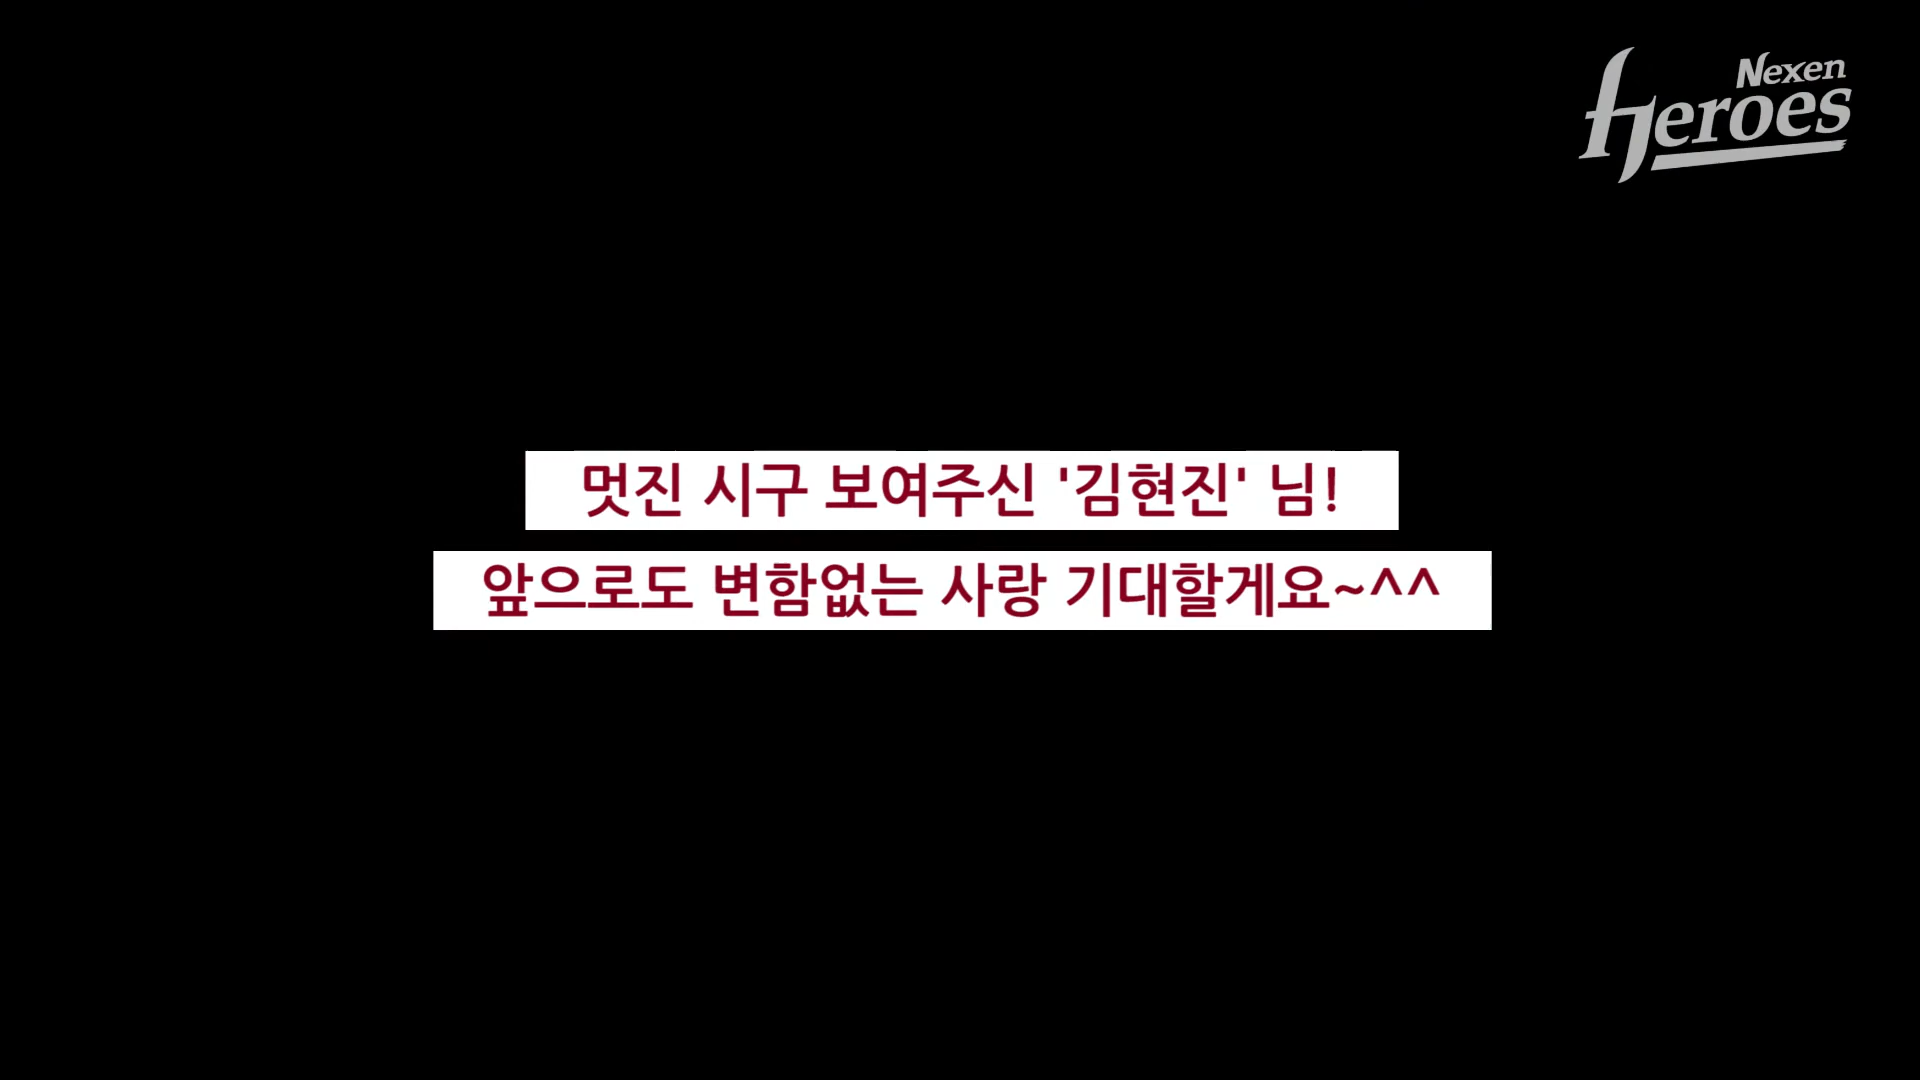 Nexen
heroes
멋진 시구 보여주신 '김현진' 님!
앞으로도 변함없는 사랑 기대할게요~^^